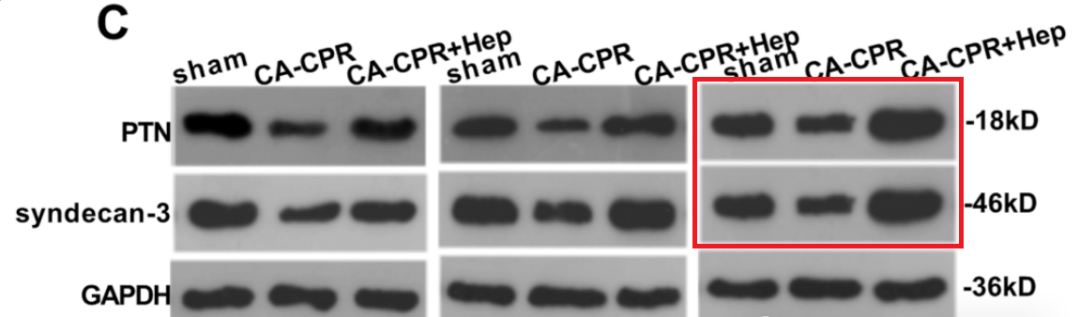 C
sham CA-CPR CA-CPR+Hep sham CA-CPR CA-CPR+Hep sham CA-CPR CA-CPR+Hep
PTN -18kD
syndecan-3 -46kD
GAPDH -36kD